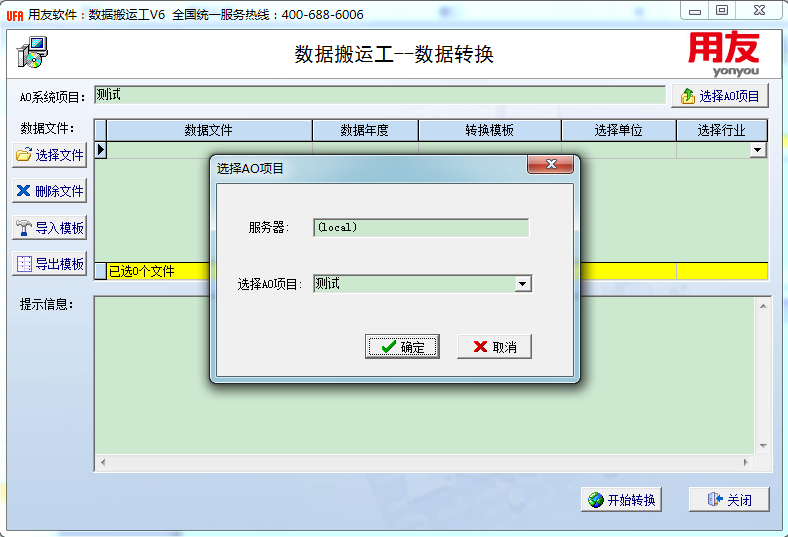 UFA 用友软件：数据搬运工V6 全国统一服务热线：400-688-6006
数据搬运工--数据转换
用友
yonyou
AO系统项目： 测试 选择AO项目
数据文件：
数据文件 数据年度 转换模板 选择单位 选择行业
选择文件
删除文件
导入模板
导出模板
已选0个文件
提示信息：
选择AO项目
服务器： (local)
选择AO项目： 测试
确定 取消
开始转换 关闭